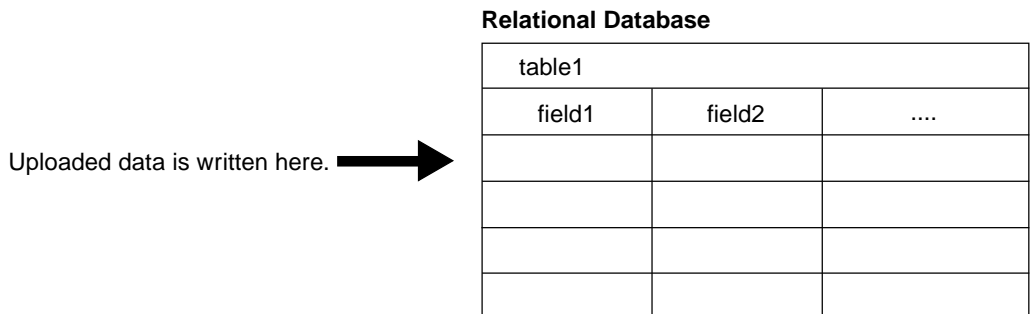 Relational Database
table1
field1 field2 ....
Uploaded data is written here.